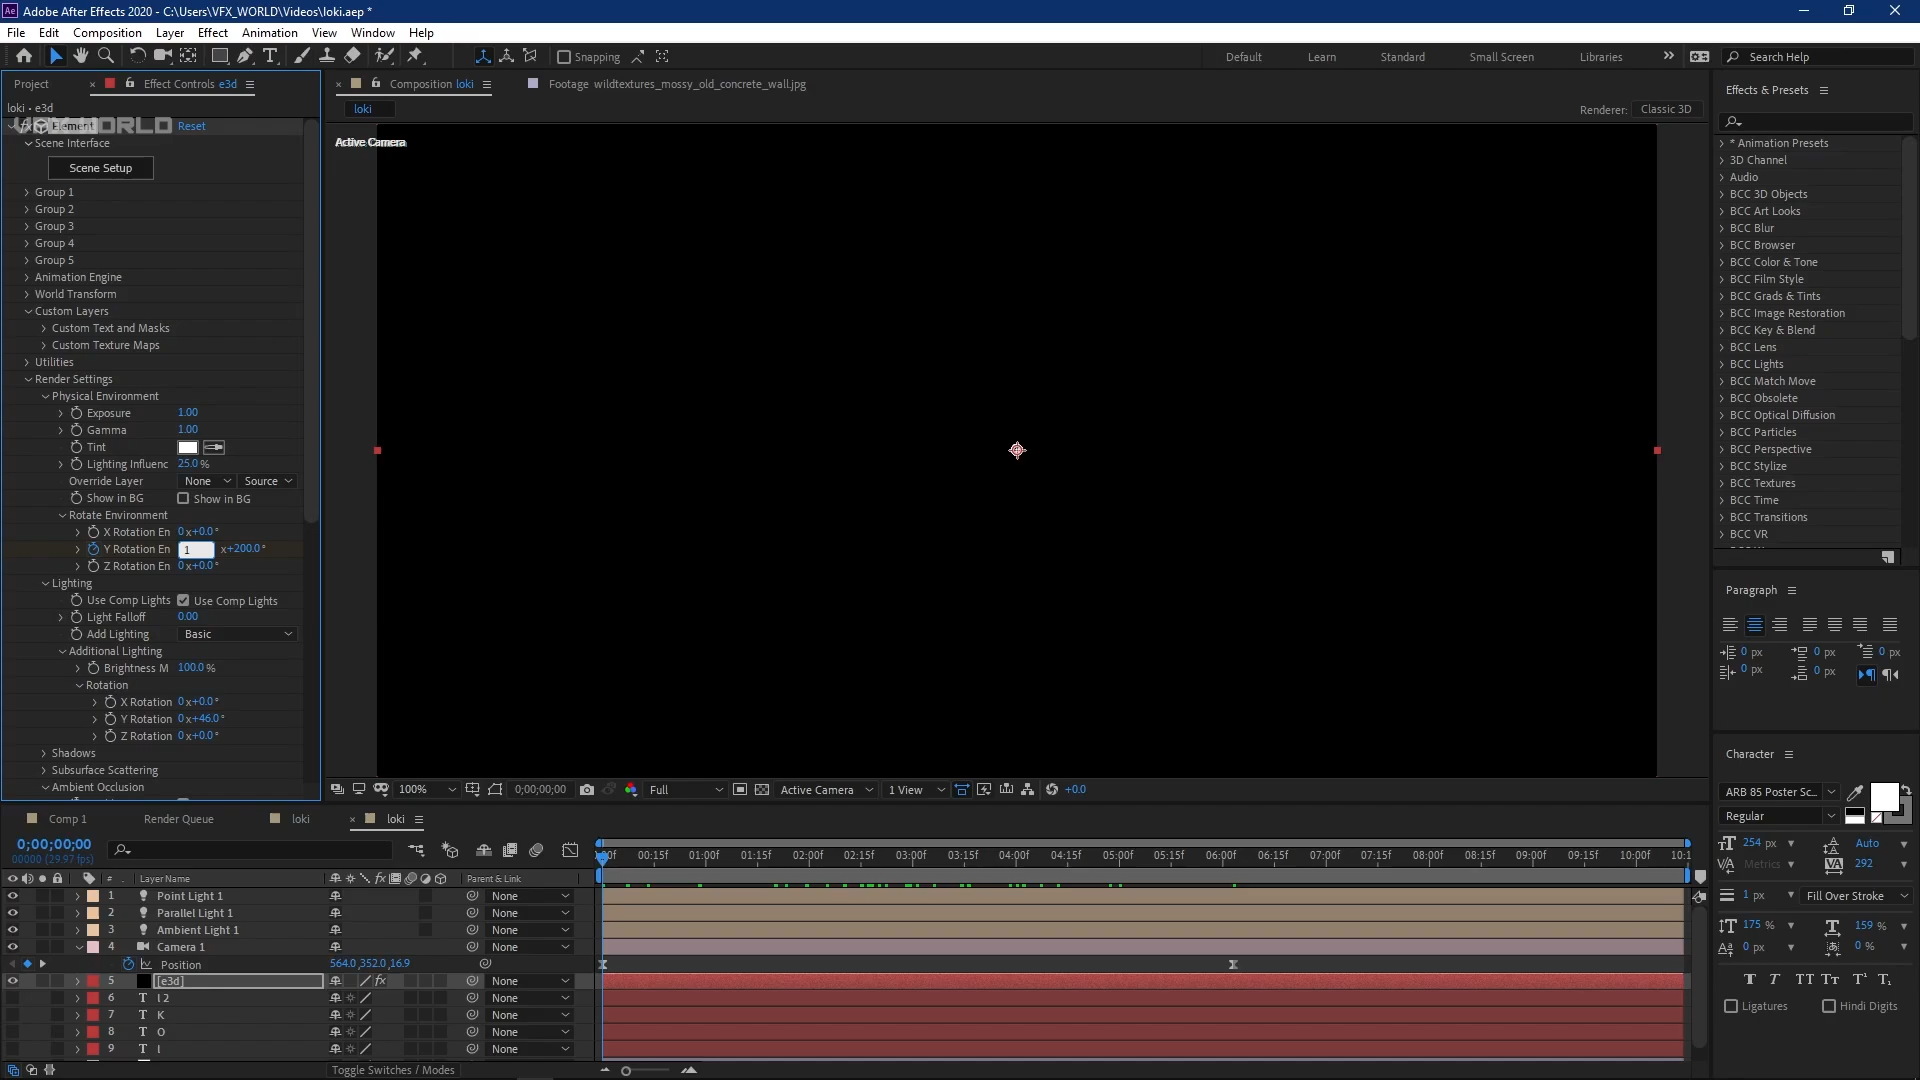 Adobe After Effects 2020 - C:\Users\VFX_WORLD\Videos\loki.aep *
File Edit Composition Layer Effect Animation View Window Help
Snapping Default Learn Standard Small Screen Libraries Search Help
Project Effect Controls e3d
Composition loki
Footage wildtextures_mossy_old_concrete_wall.jpg
loki • e3d
loki
Renderer: Classic 3D
Element Reset
VFX WORLD
Active Camera
Scene Interface
Scene Setup
Group 1
Group 2
Group 3
Group 4
Group 5
Animation Engine
World Transform
Custom Layers
Custom Text and Masks
Custom Texture Maps
Utilities
Render Settings
Physical Environment
Exposure 1.00
Gamma 1.00
Tint
Lighting Influenc 25.0 %
Override Layer None Source
Show in BG Show in BG
Rotate Environment
X Rotation En 0x+0.0°
Y Rotation En 1 x+200.0°
Z Rotation En 0x+0.0°
Lighting
Use Comp Lights Use Comp Lights
Light Falloff 0.00
Add Lighting Basic
Additional Lighting
Brightness M 100.0 %
Rotation
X Rotation 0x+0.0°
Y Rotation 0x+46.0°
Z Rotation 0x+0.0°
Shadows
Subsurface Scattering
Ambient Occlusion
100% 0;00;00;00 Full Active Camera 1 View +0.0
Effects & Presets
* Animation Presets
3D Channel
Audio
BCC 3D Objects
BCC Art Looks
BCC Blur
BCC Browser
BCC Color & Tone
BCC Film Style
BCC Grads & Tints
BCC Image Restoration
BCC Key & Blend
BCC Lens
BCC Lights
BCC Match Move
BCC Obsolete
BCC Optical Diffusion
BCC Particles
BCC Perspective
BCC Stylize
BCC Textures
BCC Time
BCC Transitions
BCC VR
Paragraph
0 px 0 px 0 px
0 px 0 px
Character
ARB 85 Poster Sc...
Regular
254 px Auto
Metrics 292
1 px Fill Over Stroke
175 % 159 %
0 px 0 %
T T TT Tt T¹ T₁
Ligatures Hindi Digits
Comp 1 Render Queue loki loki
0;00;00;00
00000 (29.97 fps)
00:15f 01:00f 01:15f 02:00f 02:15f 03:00f 03:15f 04:00f 04:15f 05:00f 05:15f 06:00f 06:15f 07:00f 07:15f 08:00f 08:15f 09:00f 09:15f 10:00f 10:1
# Layer Name fx Parent & Link
1 Point Light 1 None
2 Parallel Light 1 None
3 Ambient Light 1 None
4 Camera 1 None
Position 564.0,352.0,16.9
5 [e3d] fx None
6 T I 2 None
7 T K None
8 T O None
9 T l None
Toggle Switches / Modes